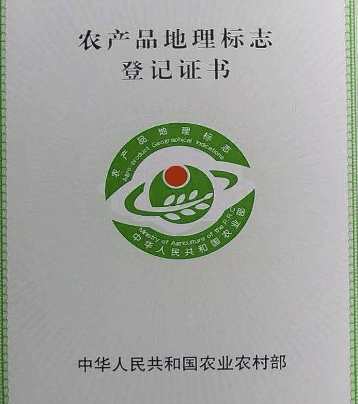 农产品地理标志
登记证书
农产品地理标志
Agro-product Geographical Indications
Ministry of Agriculture of the P.R.C
中华人民共和国农业部
中华人民共和国农业农村部